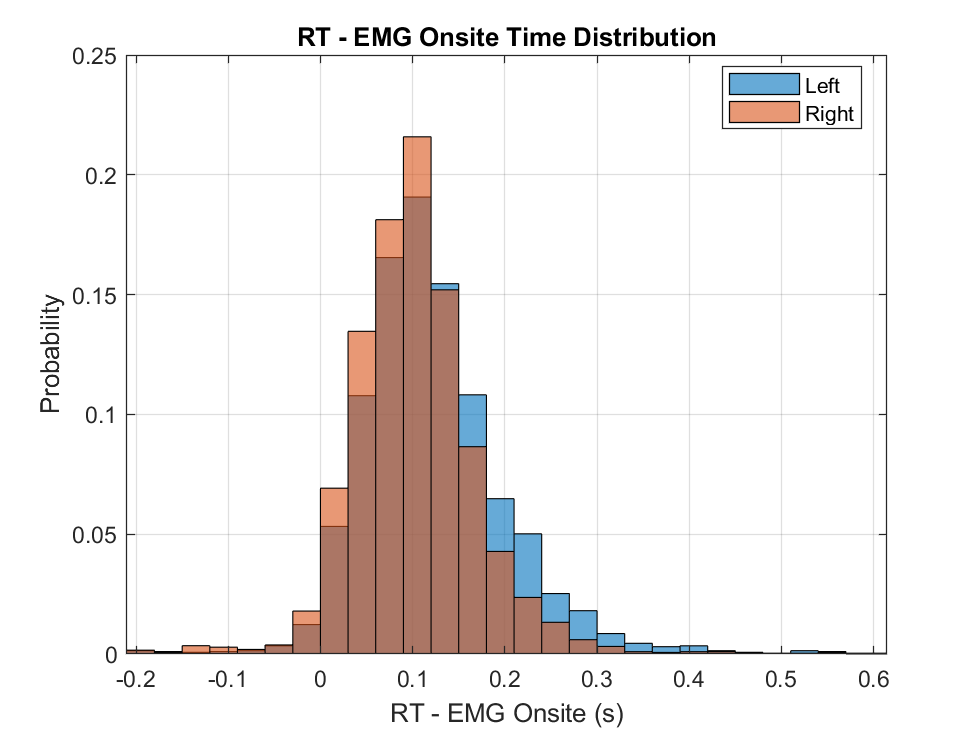 RT - EMG Onsite Time Distribution
Left
Right
Probability
0.25
0.2
0.15
0.1
0.05
0
-0.2 -0.1 0 0.1 0.2 0.3 0.4 0.5 0.6
RT - EMG Onsite (s)